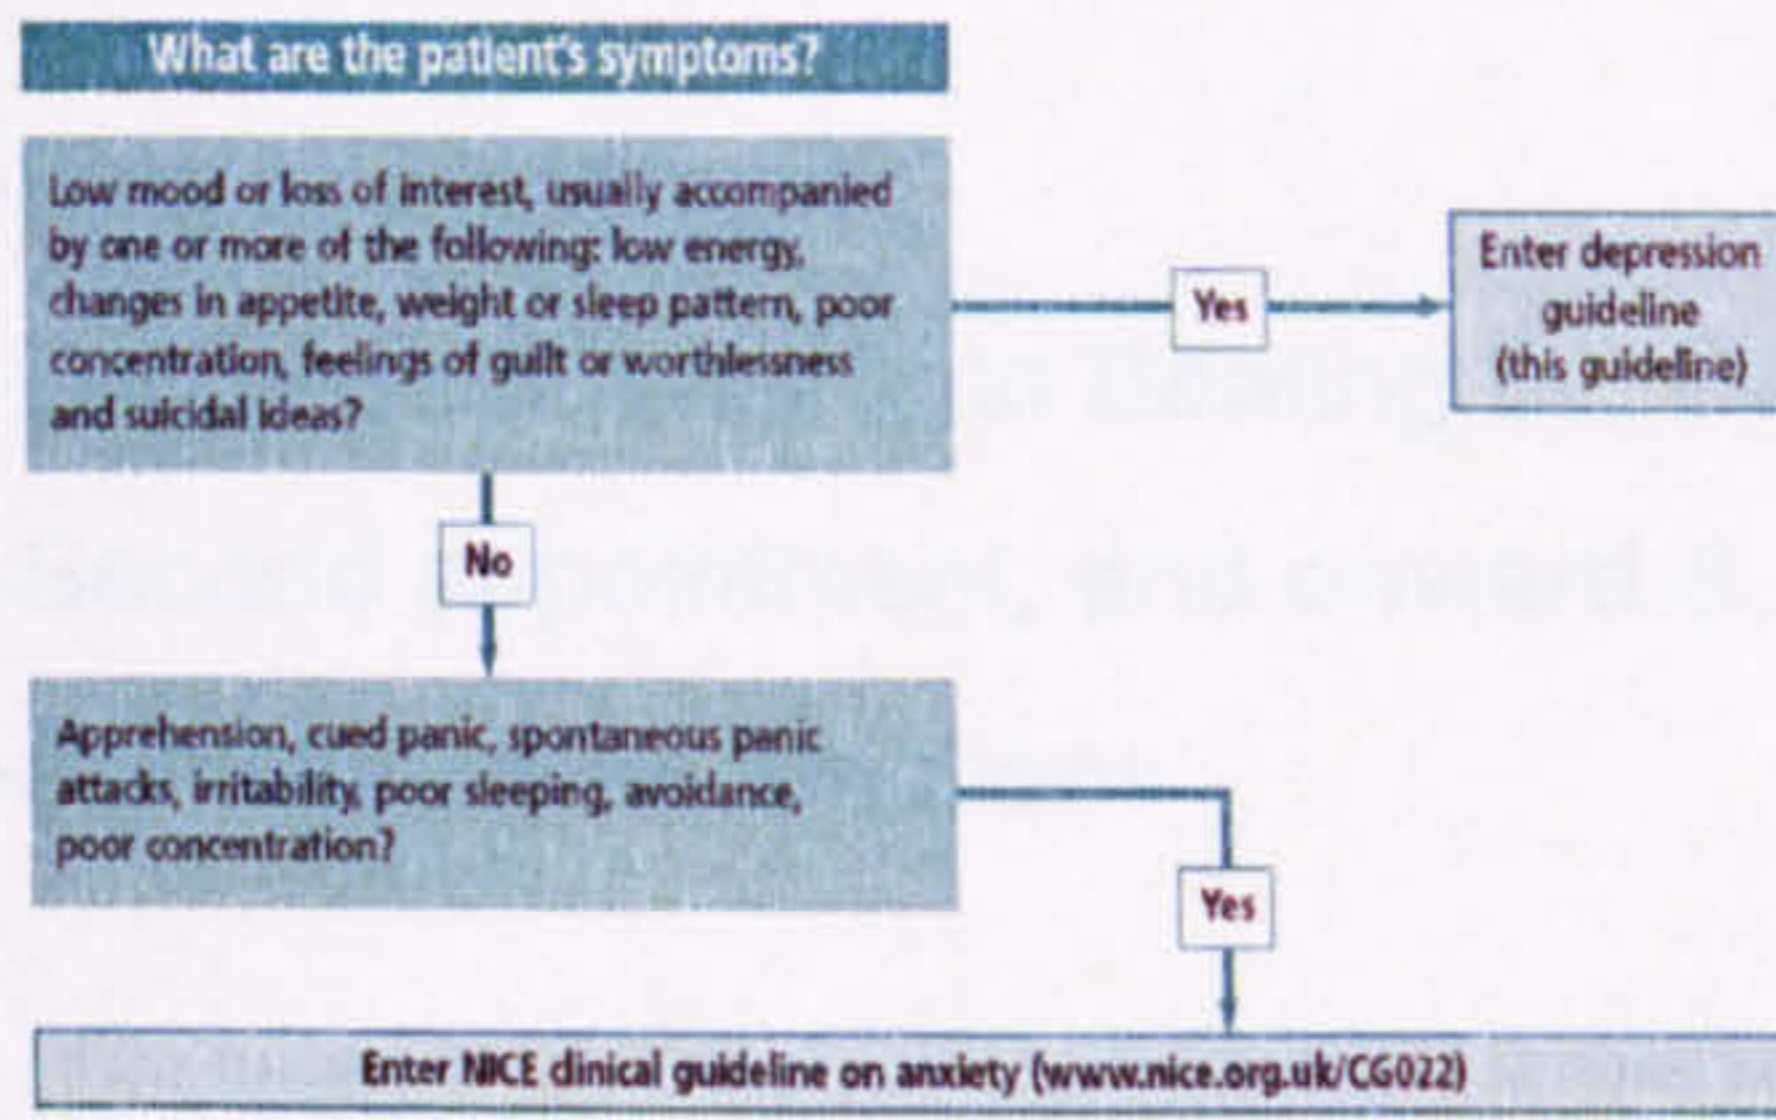 What are the patient's symptoms?
Low mood or loss of interest, usually accompanied
by one or more of the following: low energy,
changes in appetite, weight or sleep pattern, poor
concentration, feelings of guilt or worthlessness
and suicidal ideas?
Yes
Enter depression
guideline
(this guideline)
No
Apprehension, cued panic, spontaneous panic
attacks, irritability, poor sleeping, avoidance,
poor concentration?
Yes
Enter NICE clinical guideline on anxiety (www.nice.org.uk/CG022)